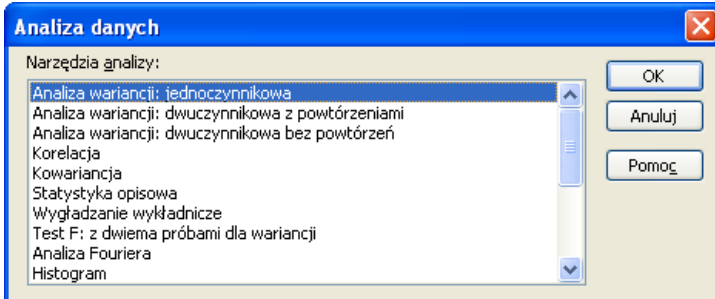 Analiza danych
Narzędzia analizy:
Analiza wariancji: jednoczynnikowa
Analiza wariancji: dwuczynnikowa z powtórzeniami
Analiza wariancji: dwuczynnikowa bez powtórzeń
Korelacja
Kowariancja
Statystyka opisowa
Wygładzanie wykładnicze
Test F: z dwiema próbami dla wariancji
Analiza Fouriera
Histogram
OK
Anuluj
Pomoc